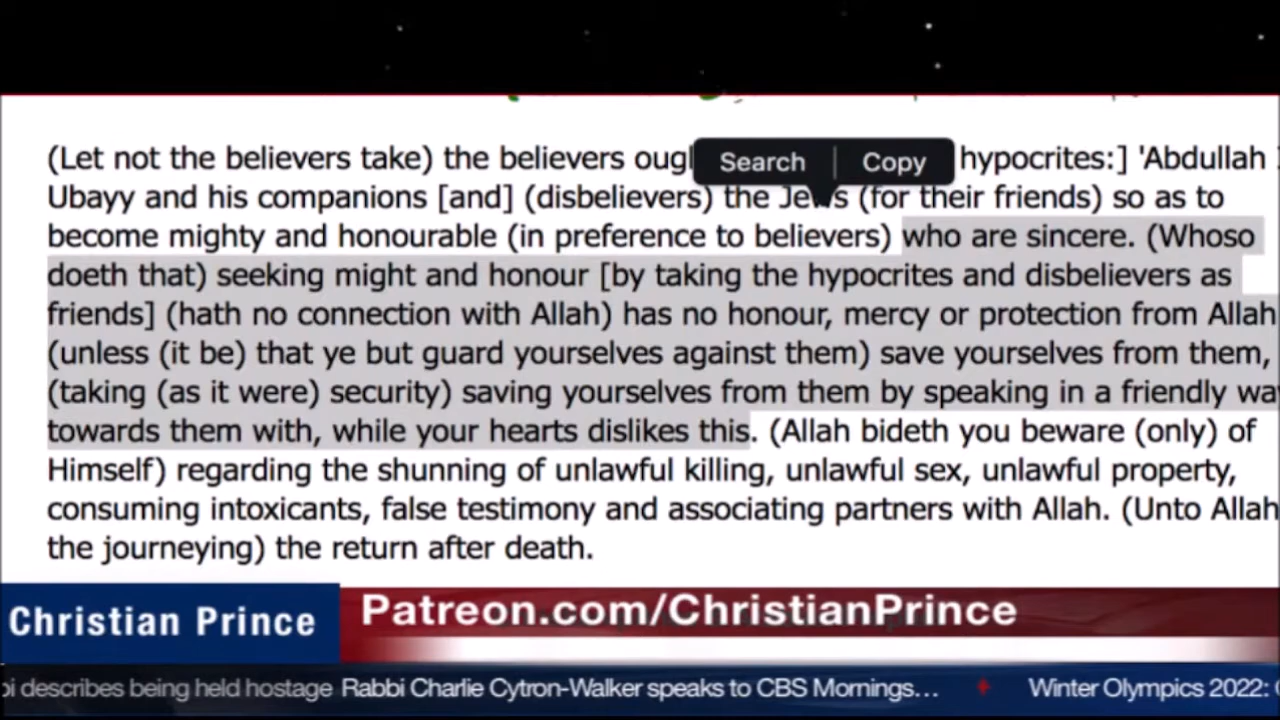 (Let not the believers take) the believers oug Search Copy hypocrites:] 'Abdullah
Ubayy and his companions [and] (disbelievers) the Jews (for their friends) so as to
become mighty and honourable (in preference to believers) who are sincere. (Whoso
doeth that) seeking might and honour [by taking the hypocrites and disbelievers as
friends] (hath no connection with Allah) has no honour, mercy or protection from Allah
(unless (it be) that ye but guard yourselves against them) save yourselves from them,
(taking (as it were) security) saving yourselves from them by speaking in a friendly wa
towards them with, while your hearts dislikes this. (Allah bideth you beware (only) of
Himself) regarding the shunning of unlawful killing, unlawful sex, unlawful property,
consuming intoxicants, false testimony and associating partners with Allah. (Unto Allah
the journeying) the return after death.
Christian Prince
Patreon.com/ChristianPrince
bi describes being held hostage Rabbi Charlie Cytron-Walker speaks to CBS Mornings... Winter Olympics 2022: